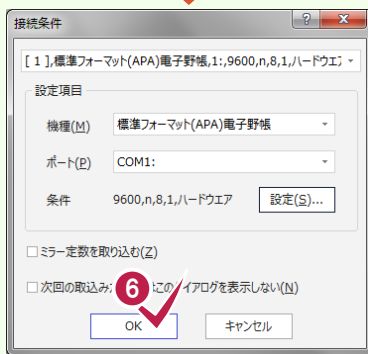 接続条件
[ 1 ],標準フォーマット(APA)電子野帳,1:,9600,n,8,1,ハードウエア
設定項目
機種(M) 標準フォーマット(APA)電子野帳
ポート(P) COM1:
条件 9600,n,8,1,ハードウエア 設定(S)...
ミラー定数を取り込む(Z)
次回の取込み このダイアログを表示しない(N)
6
OK キャンセル